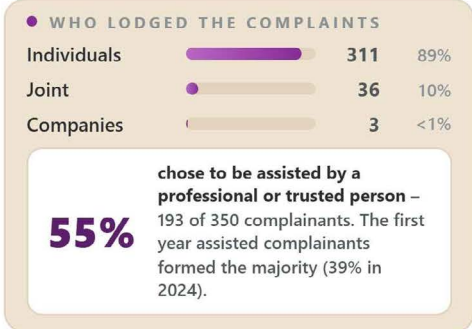 WHO LODGED THE COMPLAINTS
Individuals 311 89%
Joint 36 10%
Companies 3 <1%
55%
chose to be assisted by a
professional or trusted person –
193 of 350 complainants. The first
year assisted complainants
formed the majority (39% in
2024).